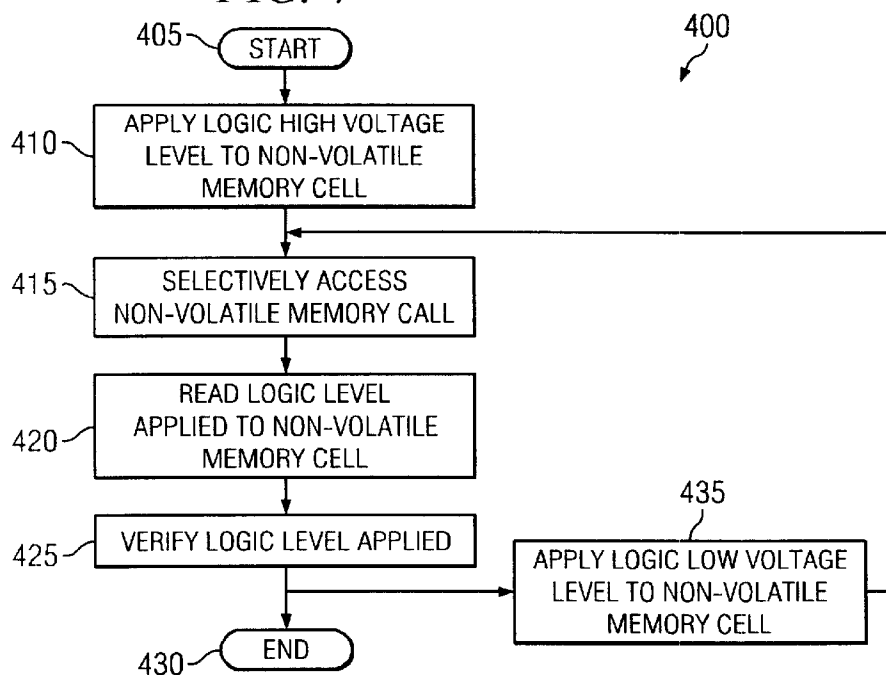 405
START
400
410
APPLY LOGIC HIGH VOLTAGE
LEVEL TO NON-VOLATILE
MEMORY CELL
415
SELECTIVELY ACCESS
NON-VOLATILE MEMORY CALL
420
READ LOGIC LEVEL
APPLIED TO NON-VOLATILE
MEMORY CELL
425
VERIFY LOGIC LEVEL APPLIED
435
APPLY LOGIC LOW VOLTAGE
LEVEL TO NON-VOLATILE
MEMORY CELL
430
END